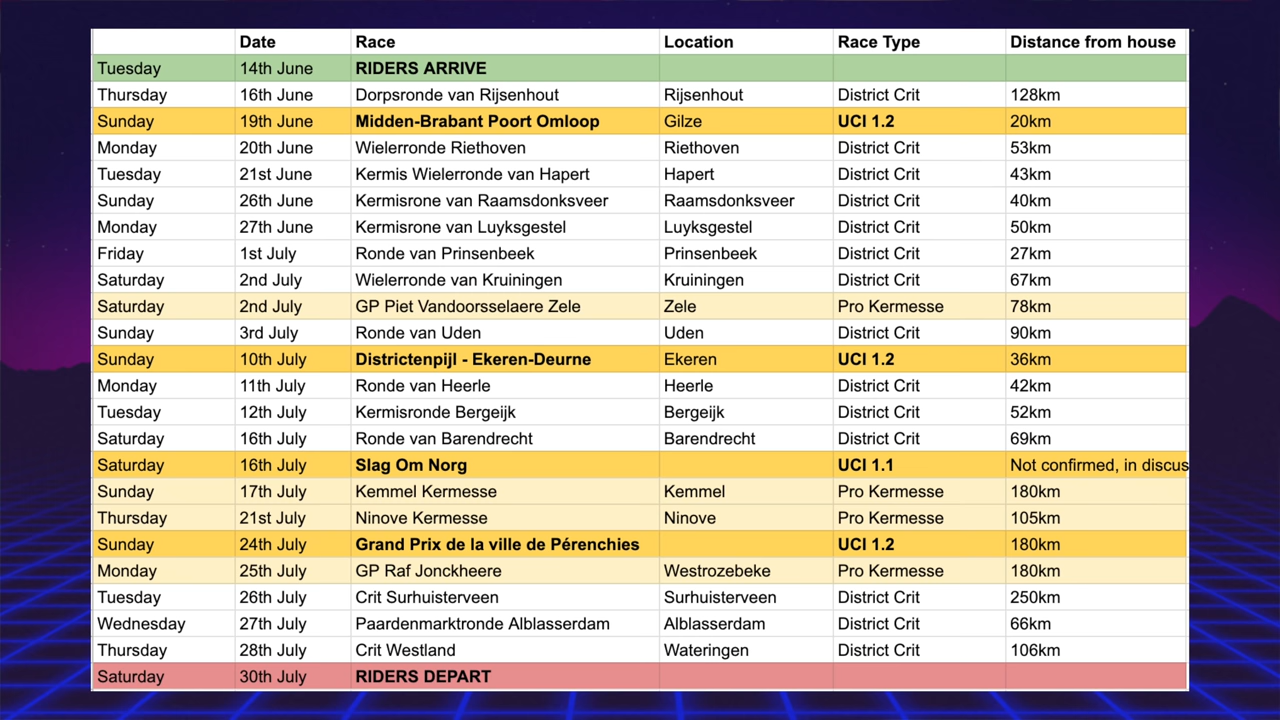 Date Race Location Race Type Distance from house
Tuesday 14th June RIDERS ARRIVE
Thursday 16th June Dorpsronde van Rijsenhout Rijsenhout District Crit 128km
Sunday 19th June Midden-Brabant Poort Omloop Gilze UCI 1.2 20km
Monday 20th June Wielerronde Riethoven Riethoven District Crit 53km
Tuesday 21st June Kermis Wielerronde van Hapert Hapert District Crit 43km
Sunday 26th June Kermisrone van Raamsdonksveer Raamsdonksveer District Crit 40km
Monday 27th June Kermisrone van Luyksgestel Luyksgestel District Crit 50km
Friday 1st July Ronde van Prinsenbeek Prinsenbeek District Crit 27km
Saturday 2nd July Wielerronde van Kruiningen Kruiningen District Crit 67km
Saturday 2nd July GP Piet Vandoorsselaere Zele Zele Pro Kermesse 78km
Sunday 3rd July Ronde van Uden Uden District Crit 90km
Sunday 10th July Districtenpijl - Ekeren-Deurne Ekeren UCI 1.2 36km
Monday 11th July Ronde van Heerle Heerle District Crit 42km
Tuesday 12th July Kermisronde Bergeijk Bergeijk District Crit 52km
Saturday 16th July Ronde van Barendrecht Barendrecht District Crit 69km
Saturday 16th July Slag Om Norg UCI 1.1 Not confirmed, in discus
Sunday 17th July Kemmel Kermesse Kemmel Pro Kermesse 180km
Thursday 21st July Ninove Kermesse Ninove Pro Kermesse 105km
Sunday 24th July Grand Prix de la ville de Pérenchies UCI 1.2 180km
Monday 25th July GP Raf Jonckheere Westrozebeke Pro Kermesse 180km
Tuesday 26th July Crit Surhuisterveen Surhuisterveen District Crit 250km
Wednesday 27th July Paardenmarktronde Alblasserdam Alblasserdam District Crit 66km
Thursday 28th July Crit Westland Wateringen District Crit 106km
Saturday 30th July RIDERS DEPART